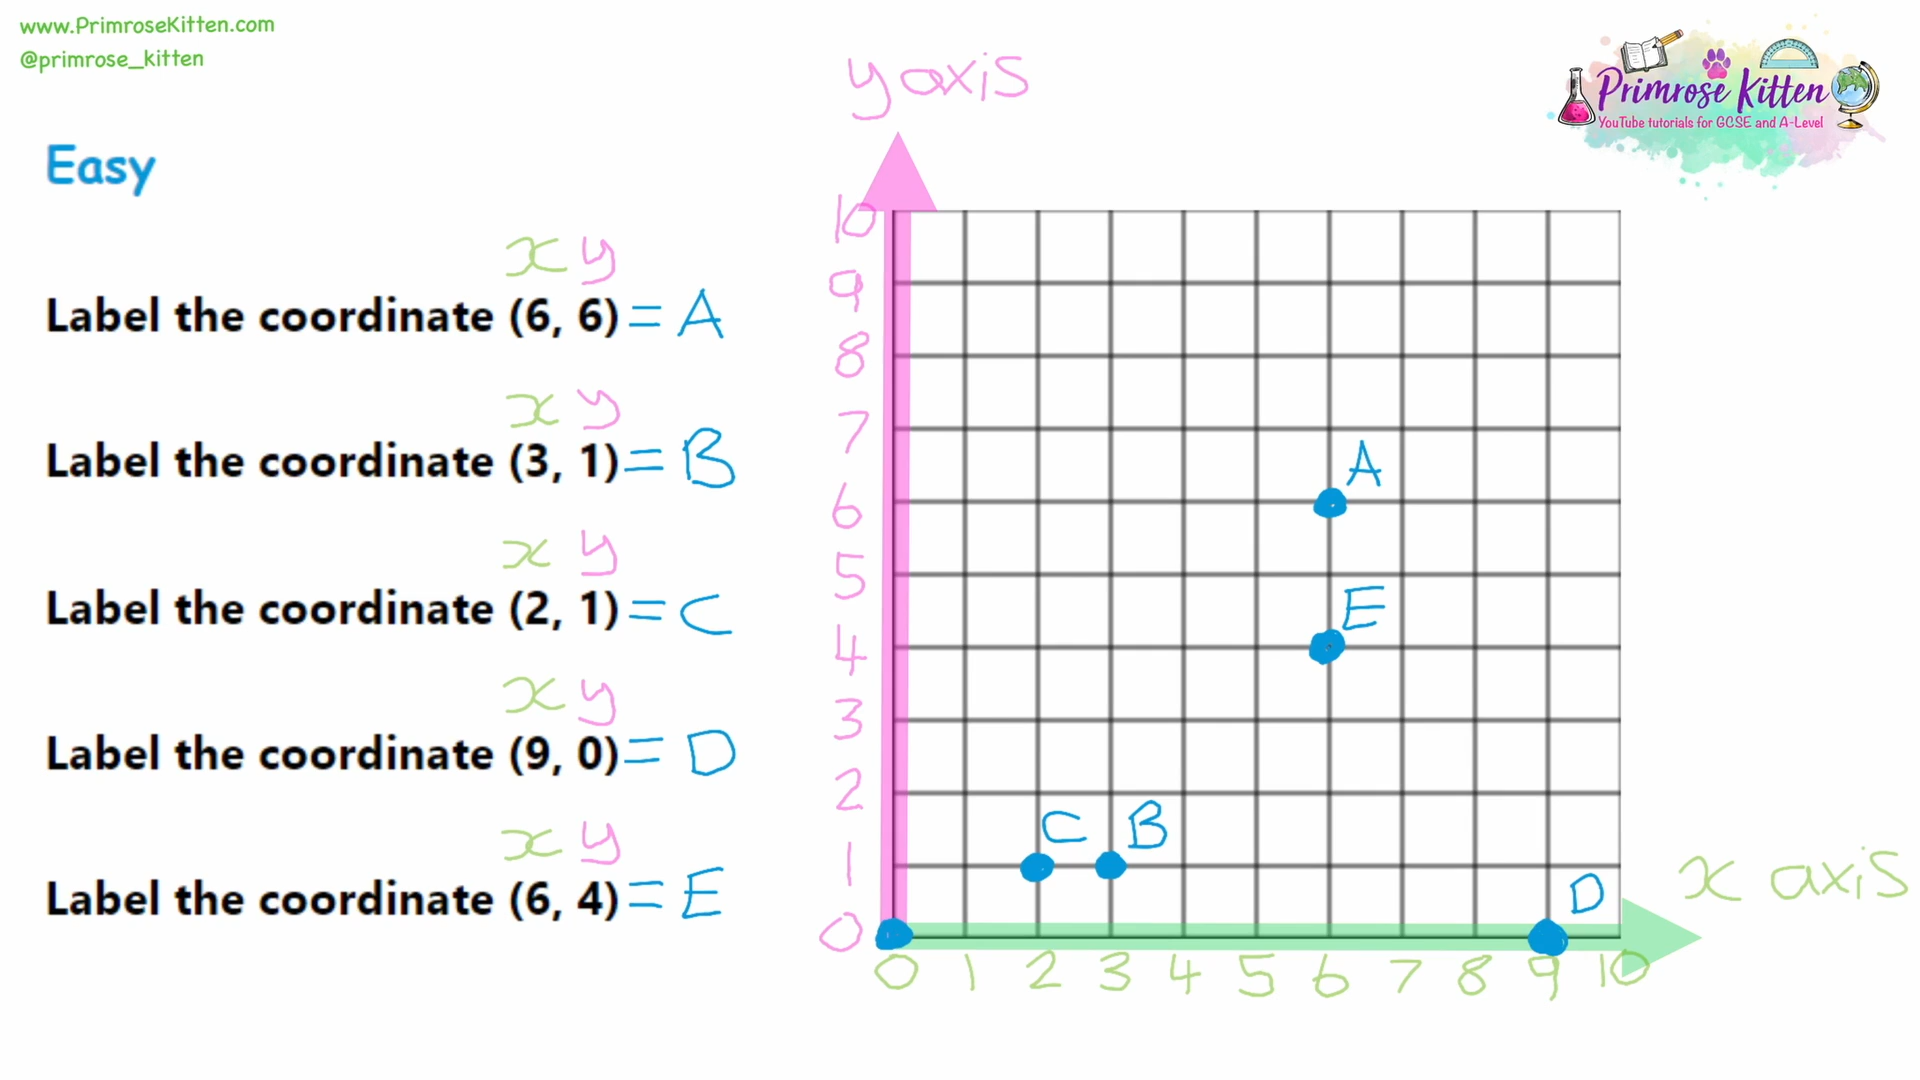 www.PrimroseKitten.com
@primrose_kitten
Primrose Kitten
YouTube tutorials for GCSE and A-Level
Easy
x y
Label the coordinate (6, 6) = A
x y
Label the coordinate (3, 1) = B
x y
Label the coordinate (2, 1) = C
x y
Label the coordinate (9, 0) = D
x y
Label the coordinate (6, 4) = E
y axis
10
9
8
7
6
5
4
3
2
1
0
A
E
C B
D
x axis
0 1 2 3 4 5 6 7 8 9 10